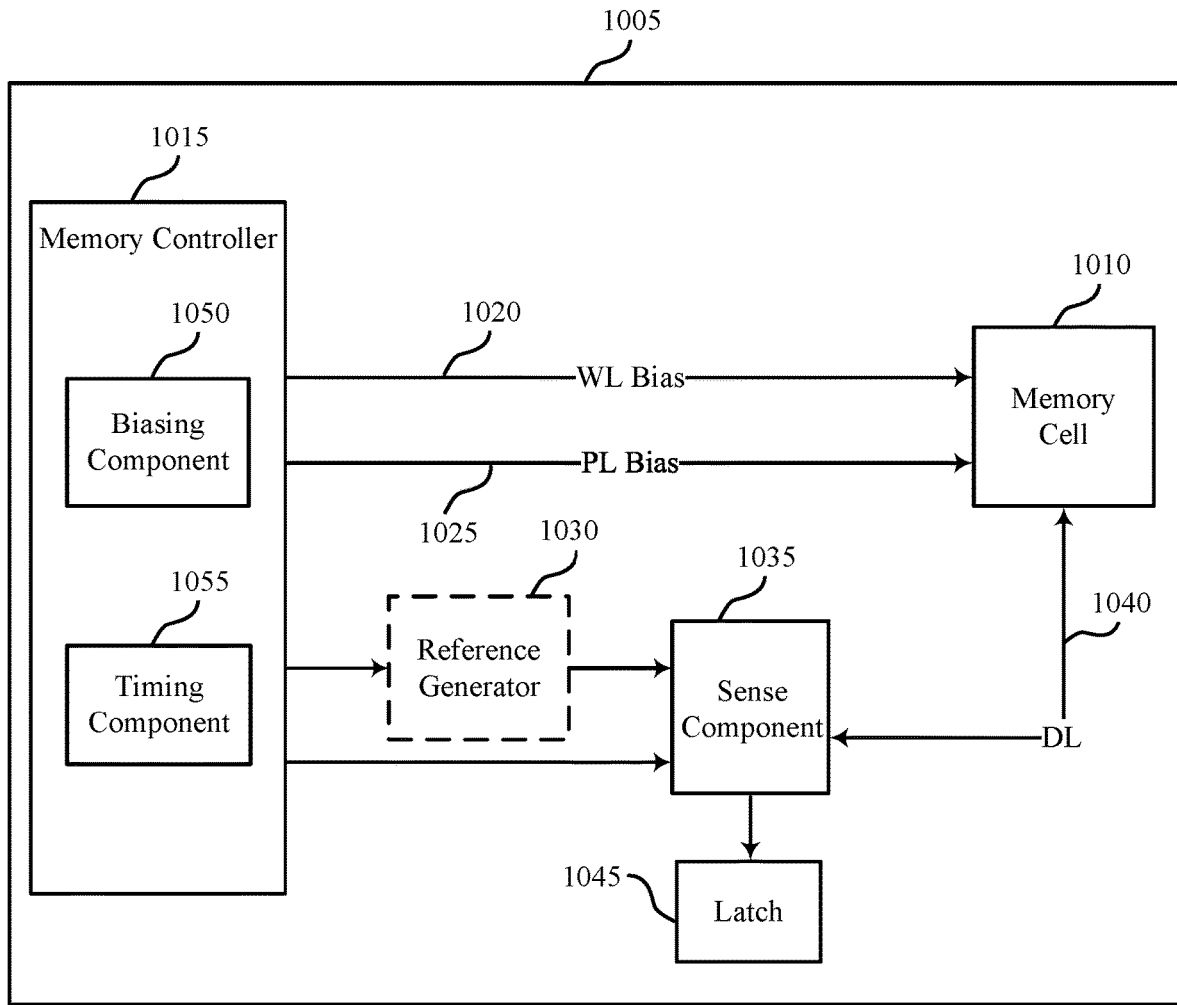 1005
1015
Memory Controller
1010
1050
1020
WL Bias
Memory
Cell
Biasing
Component
PL Bias
1025
1030
1035
1055
1040
Reference
Generator
Timing
Component
Sense
Component
DL
1045
Latch